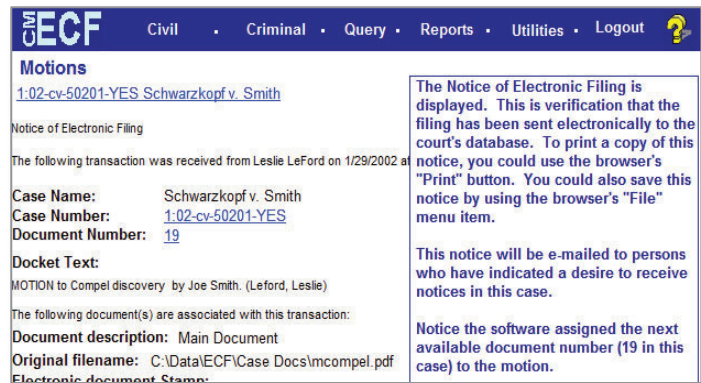 CM ECF Civil · Criminal · Query · Reports · Utilities · Logout ?
Motions
1:02-cv-50201-YES Schwarzkopf v. Smith
Notice of Electronic Filing
The following transaction was received from Leslie LeFord on 1/29/2002 at
Case Name: Schwarzkopf v. Smith
Case Number: 1:02-cv-50201-YES
Document Number: 19
Docket Text:
MOTION to Compel discovery by Joe Smith. (Leford, Leslie)
The following document(s) are associated with this transaction:
Document description: Main Document
Original filename: C:\Data\ECF\Case Docs\mcompel.pdf
Electronic document Stamp:
The Notice of Electronic Filing is
displayed. This is verification that the
filing has been sent electronically to the
court's database. To print a copy of this
notice, you could use the browser's
"Print" button. You could also save this
notice by using the browser's "File"
menu item.
This notice will be e-mailed to persons
who have indicated a desire to receive
notices in this case.
Notice the software assigned the next
available document number (19 in this
case) to the motion.